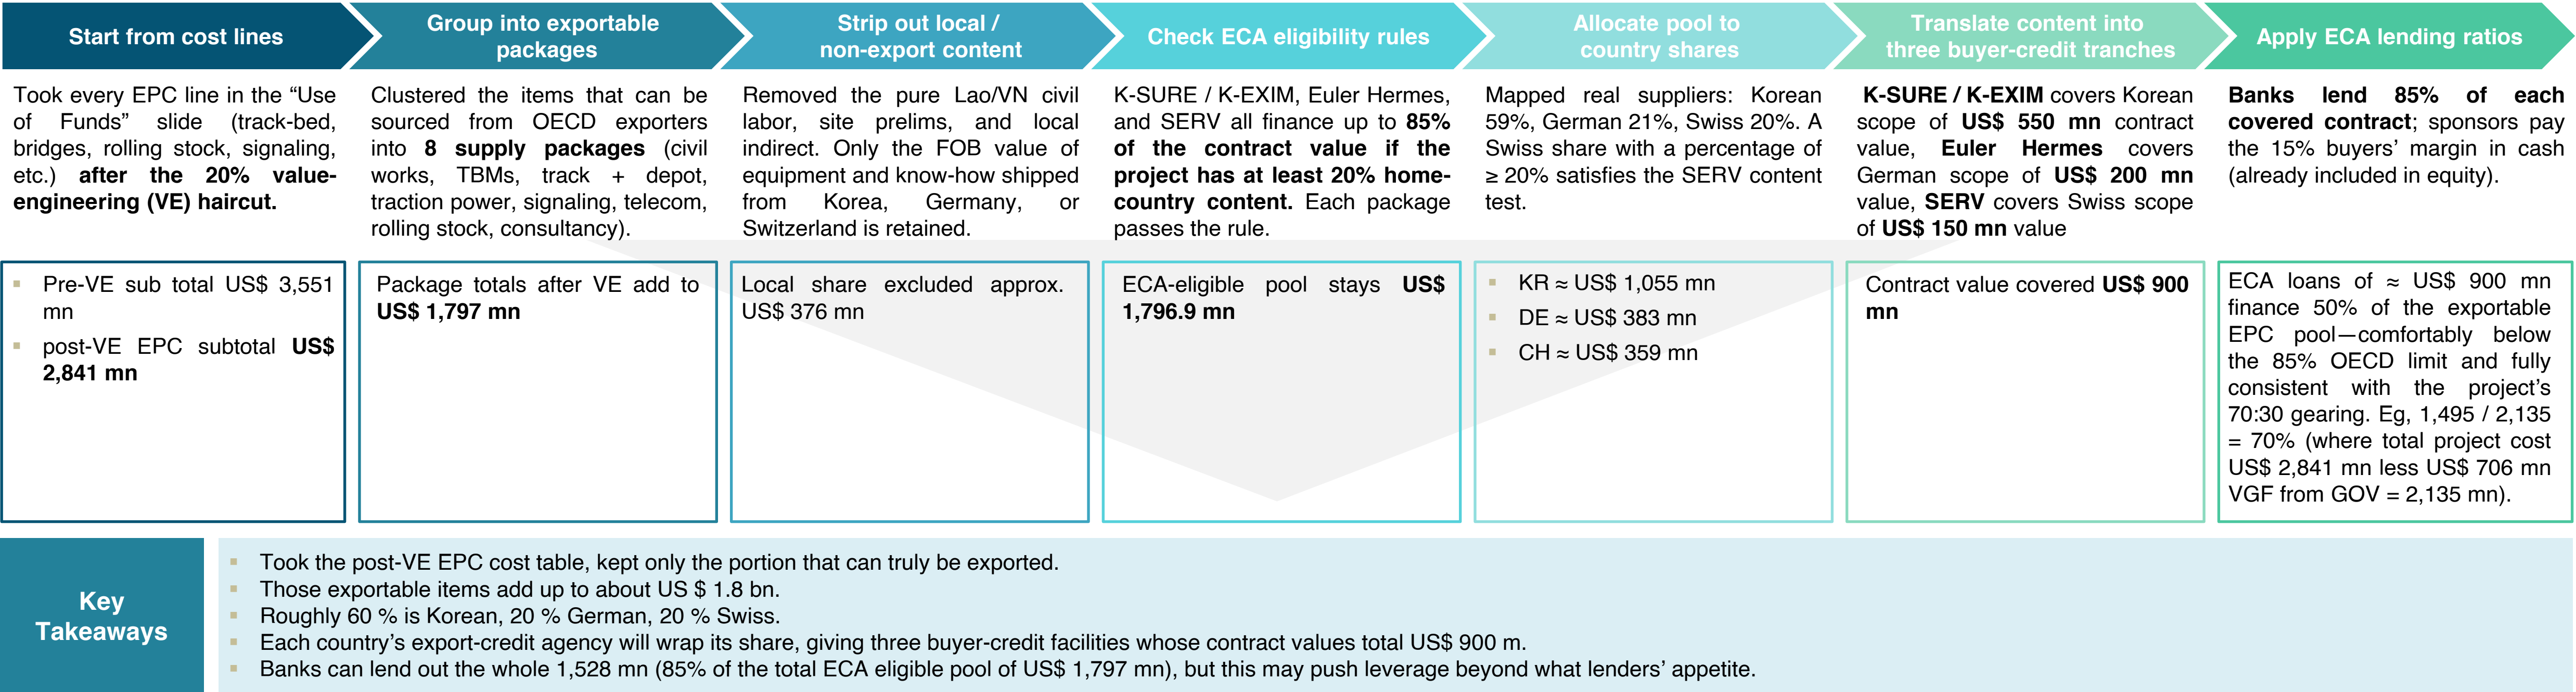 Start from cost lines
Group into exportable
packages
Strip out local /
non-export content
Check ECA eligibility rules
Allocate pool to
country shares
Translate content into
three buyer-credit tranches
Apply ECA lending ratios
Took every EPC line in the “Use
of Funds” slide (track-bed,
bridges, rolling stock, signaling,
etc.) after the 20% value-
engineering (VE) haircut.
Clustered the items that can be
sourced from OECD exporters
into 8 supply packages (civil
works, TBMs, track + depot,
traction power, signaling, telecom,
rolling stock, consultancy).
Removed the pure Lao/VN civil
labor, site prelims, and local
indirect. Only the FOB value of
equipment and know-how shipped
from Korea, Germany, or
Switzerland is retained.
K-SURE / K-EXIM, Euler Hermes,
and SERV all finance up to 85%
of the contract value if the
project has at least 20% home-
country content. Each package
passes the rule.
Mapped real suppliers: Korean
59%, German 21%, Swiss 20%. A
Swiss share with a percentage of
≥ 20% satisfies the SERV content
test.
K-SURE / K-EXIM covers Korean
scope of US$ 550 mn contract
value, Euler Hermes covers
German scope of US$ 200 mn
value, SERV covers Swiss scope
of US$ 150 mn value
Banks lend 85% of each
covered contract; sponsors pay
the 15% buyers’ margin in cash
(already included in equity).
▪ Pre-VE sub total US$ 3,551
mn
▪ post-VE EPC subtotal US$
2,841 mn
Package totals after VE add to
US$ 1,797 mn
Local share excluded approx.
US$ 376 mn
ECA-eligible pool stays US$
1,796.9 mn
▪ KR ≈ US$ 1,055 mn
▪ DE ≈ US$ 383 mn
▪ CH ≈ US$ 359 mn
Contract value covered US$ 900
mn
ECA loans of ≈ US$ 900 mn
finance 50% of the exportable
EPC pool—comfortably below
the 85% OECD limit and fully
consistent with the project’s
70:30 gearing. Eg, 1,495 / 2,135
= 70% (where total project cost
US$ 2,841 mn less US$ 706 mn
VGF from GOV = 2,135 mn).
Key
Takeaways
▪ Took the post-VE EPC cost table, kept only the portion that can truly be exported.
▪ Those exportable items add up to about US $ 1.8 bn.
▪ Roughly 60 % is Korean, 20 % German, 20 % Swiss.
▪ Each country’s export-credit agency will wrap its share, giving three buyer-credit facilities whose contract values total US$ 900 m.
▪ Banks can lend out the whole 1,528 mn (85% of the total ECA eligible pool of US$ 1,797 mn), but this may push leverage beyond what lenders’ appetite.